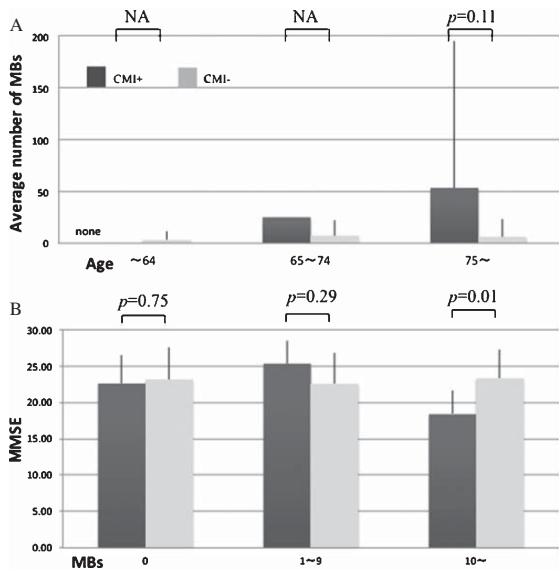 A
NA NA p=0.11
Average number of MBs
200
150
100
50
0
CMI+ CMI-
none
Age ~64 65~74 75~
B
p=0.75 p=0.29 p=0.01
MMSE
30.00
25.00
20.00
15.00
10.00
5.00
0.00
MBs 0 1~9 10~